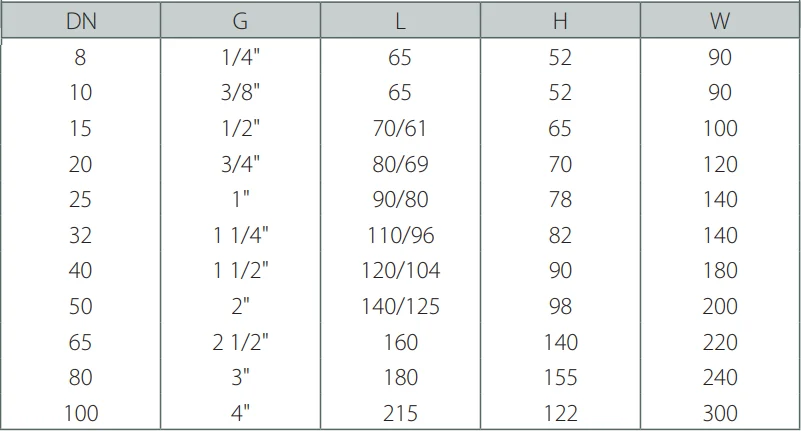 DN G L H W
8 1/4" 65 52 90
10 3/8" 65 52 90
15 1/2" 70/61 65 100
20 3/4" 80/69 70 120
25 1" 90/80 78 140
32 1 1/4" 110/96 82 140
40 1 1/2" 120/104 90 180
50 2" 140/125 98 200
65 2 1/2" 160 140 220
80 3" 180 155 240
100 4" 215 122 300